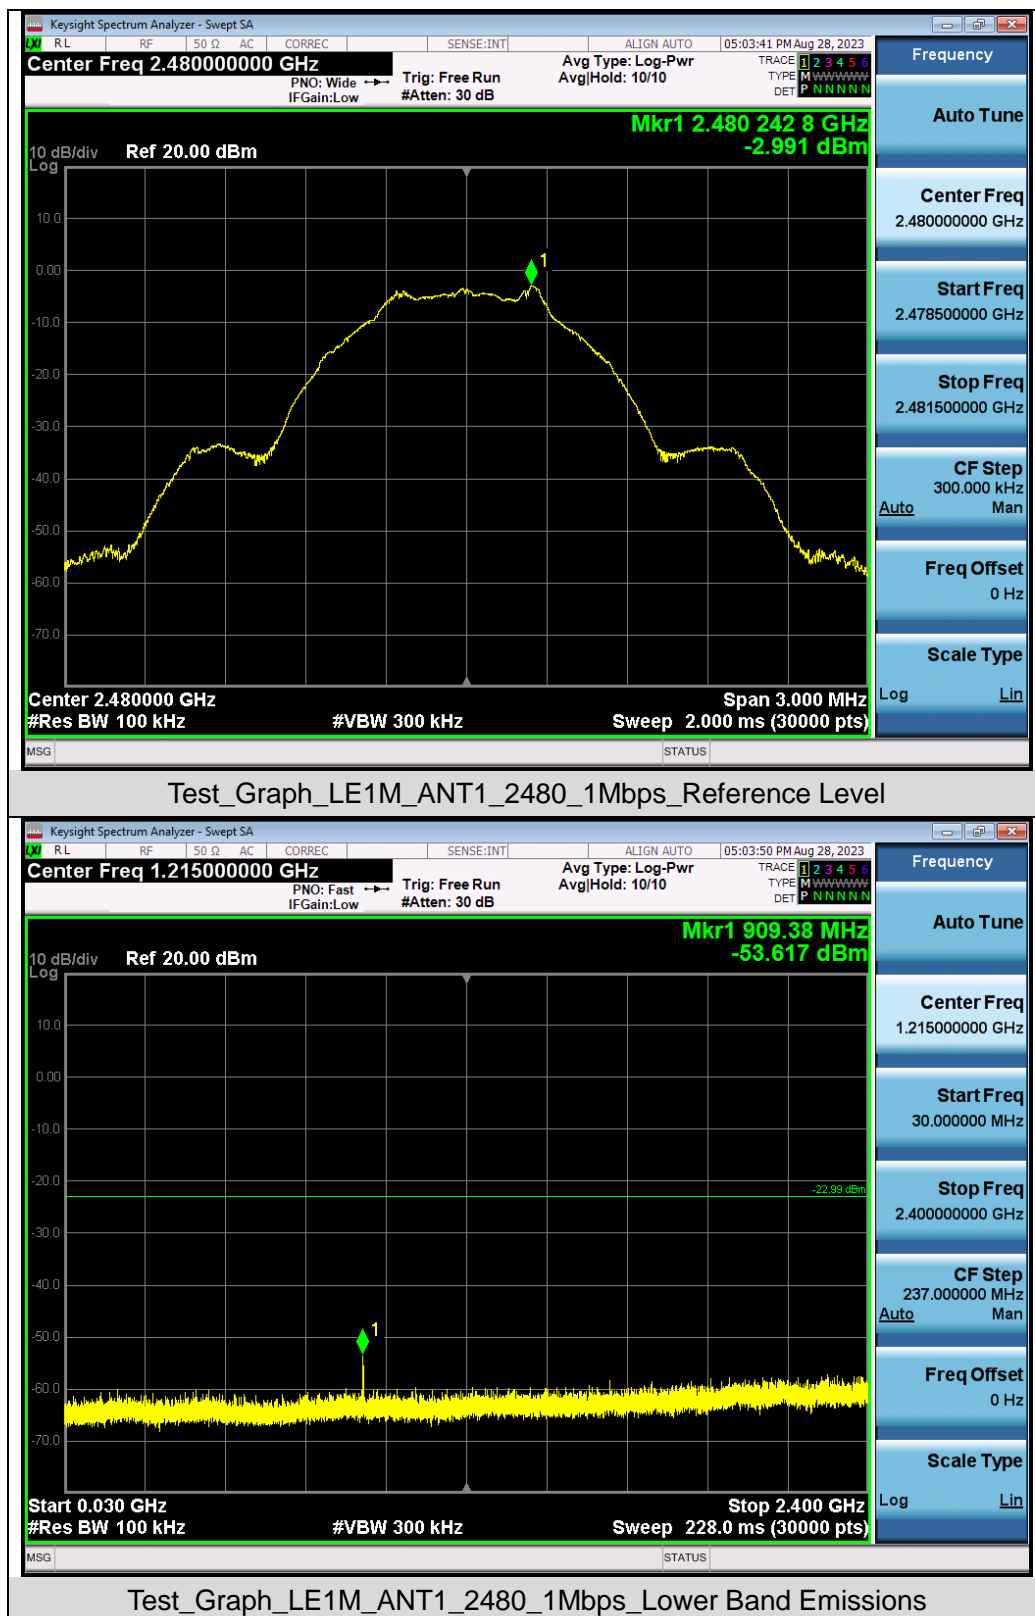 Keysight Spectrum Analyzer - Swept SA
LXI RL RF 50 Ω AC CORREC SENSE:INT ALIGN AUTO 05:03:41 PM Aug 28, 2023
Center Freq 2.480000000 GHz
PNO: Wide
IFGain:Low
Trig: Free Run
#Atten: 30 dB
Avg Type: Log-Pwr
Avg|Hold: 10/10
TRACE 1 2 3 4 5 6
TYPE M WWWWW
DET P N N N N N
Mkr1 2.480 242 8 GHz
-2.991 dBm
10 dB/div Ref 20.00 dBm
Log
10.0
0.00
1
-10.0
-20.0
-30.0
-40.0
-50.0
-60.0
-70.0
Center 2.480000 GHz Span 3.000 MHz
#Res BW 100 kHz #VBW 300 kHz Sweep 2.000 ms (30000 pts)
MSG STATUS
Frequency
Auto Tune
Center Freq
2.480000000 GHz
Start Freq
2.478500000 GHz
Stop Freq
2.481500000 GHz
CF Step
300.000 kHz
Auto Man
Freq Offset
0 Hz
Scale Type
Log Lin
Test_Graph_LE1M_ANT1_2480_1Mbps_Reference Level
Keysight Spectrum Analyzer - Swept SA
LXI RL RF 50 Ω AC CORREC SENSE:INT ALIGN AUTO 05:03:50 PM Aug 28, 2023
Center Freq 1.215000000 GHz
PNO: Fast
IFGain:Low
Trig: Free Run
#Atten: 30 dB
Avg Type: Log-Pwr
Avg|Hold: 10/10
TRACE 1 2 3 4 5 6
TYPE M WWWWW
DET P N N N N N
Mkr1 909.38 MHz
-53.617 dBm
10 dB/div Ref 20.00 dBm
Log
10.0
0.00
-10.0
-20.0
-22.99 dBm
-30.0
-40.0
1
-50.0
-60.0
-70.0
Start 0.030 GHz Stop 2.400 GHz
#Res BW 100 kHz #VBW 300 kHz Sweep 228.0 ms (30000 pts)
MSG STATUS
Frequency
Auto Tune
Center Freq
1.215000000 GHz
Start Freq
30.000000 MHz
Stop Freq
2.400000000 GHz
CF Step
237.000000 MHz
Auto Man
Freq Offset
0 Hz
Scale Type
Log Lin
Test_Graph_LE1M_ANT1_2480_1Mbps_Lower Band Emissions